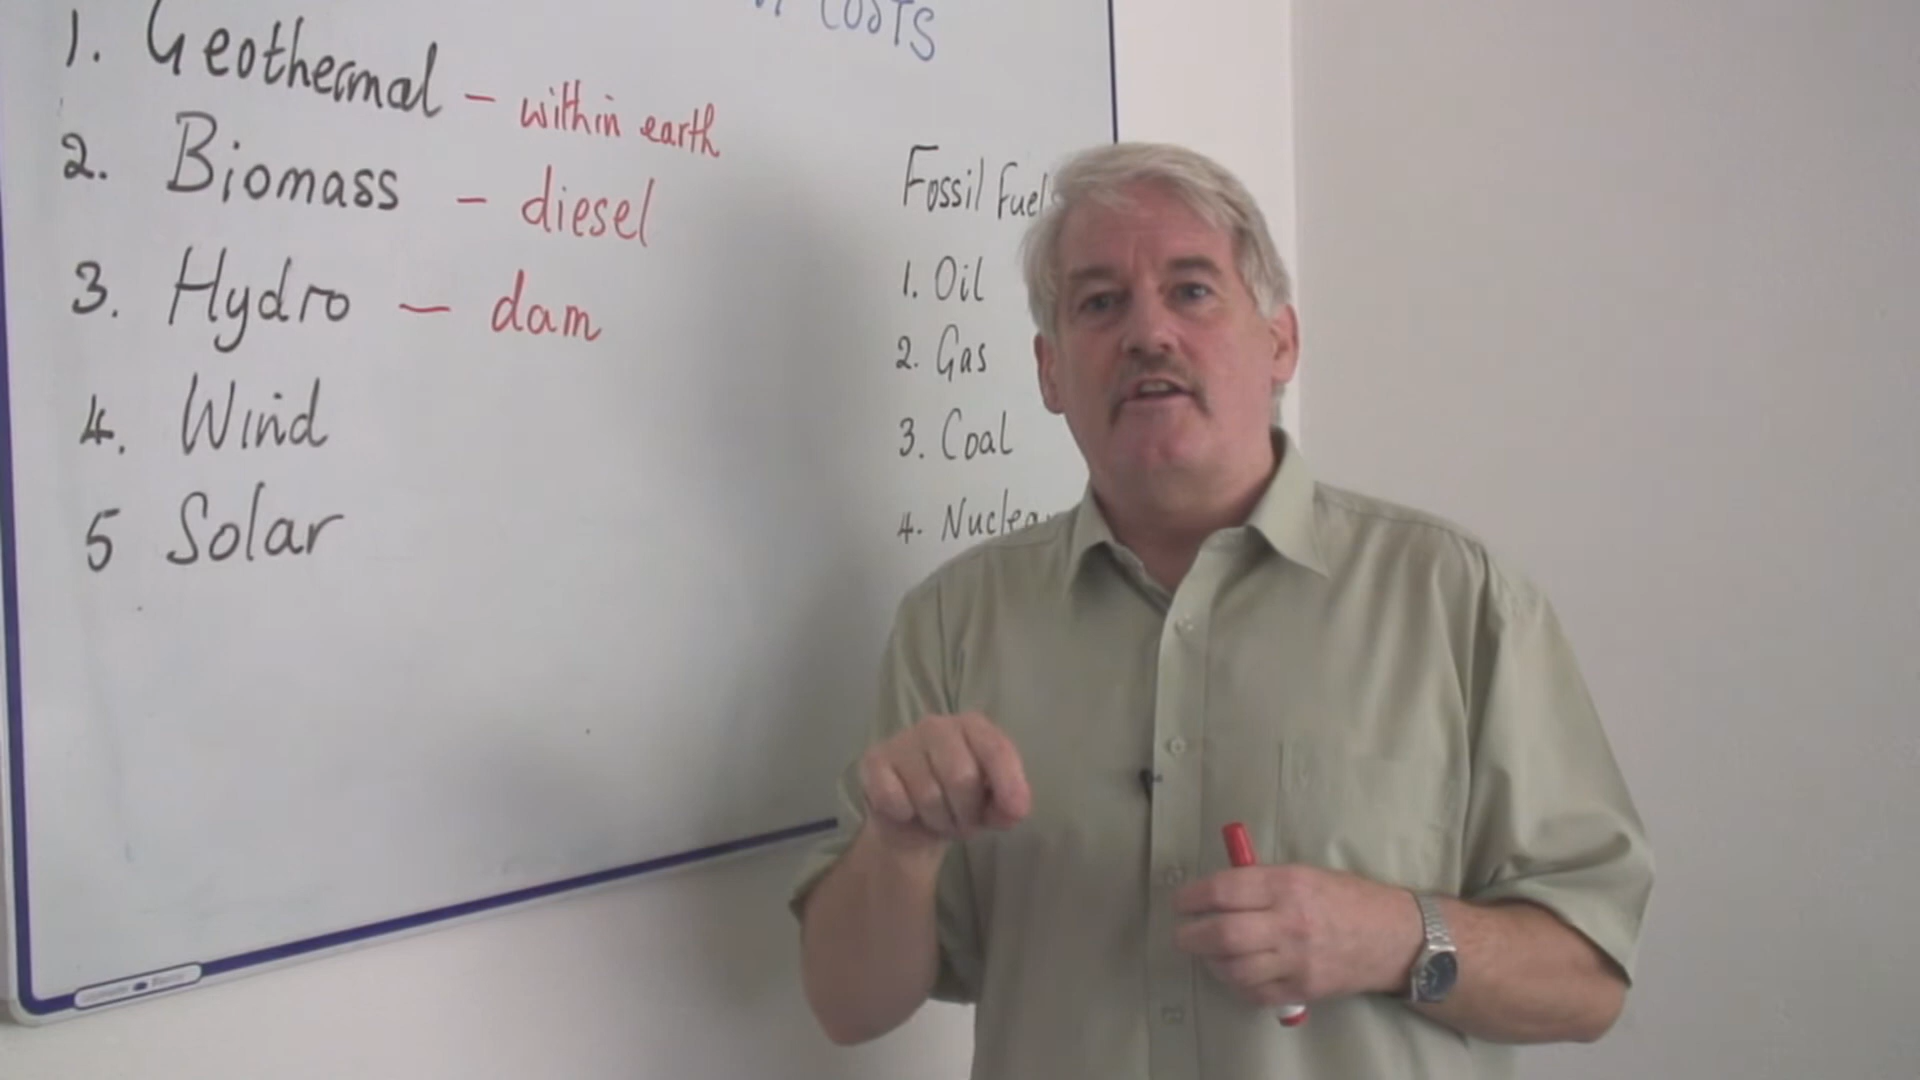 COSTS
1. Geothermal – within earth
2. Biomass – diesel
3. Hydro – dam
4. Wind
5 Solar
Fossil Fuel
1. Oil
2. Gas
3. Coal
4. Nuclear